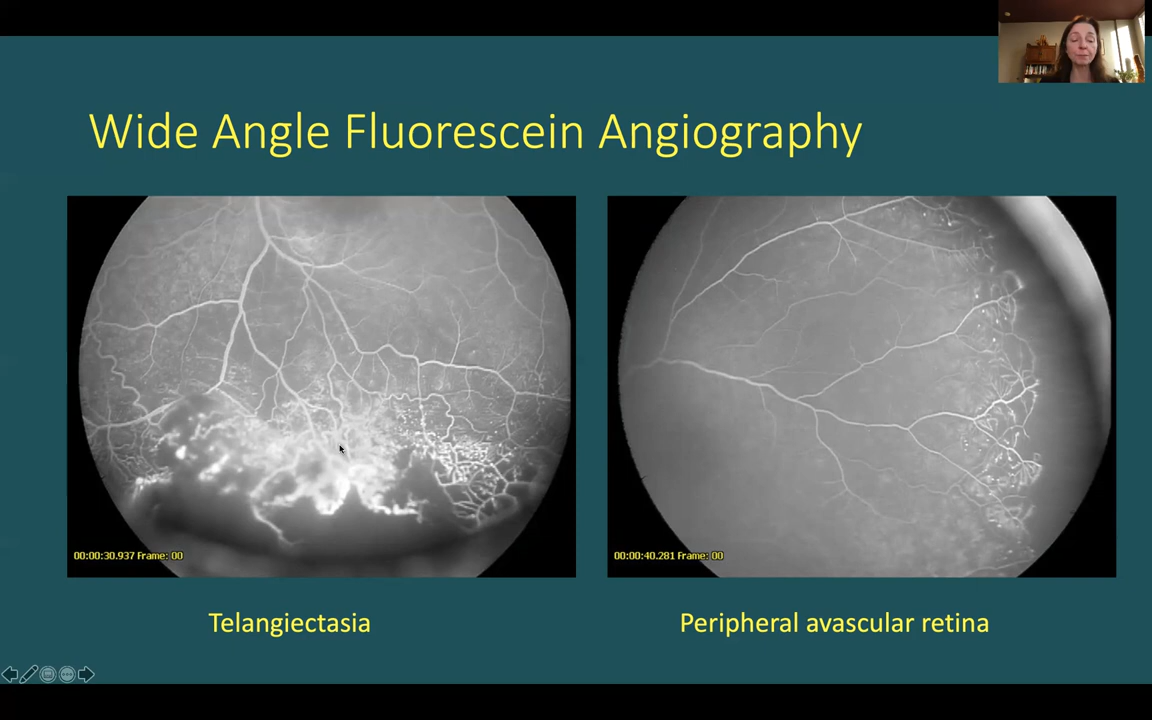 Wide Angle Fluorescein Angiography
00:00:30.937 Frame: 00
00:00:40.281 Frame: 00
Telangiectasia
Peripheral avascular retina